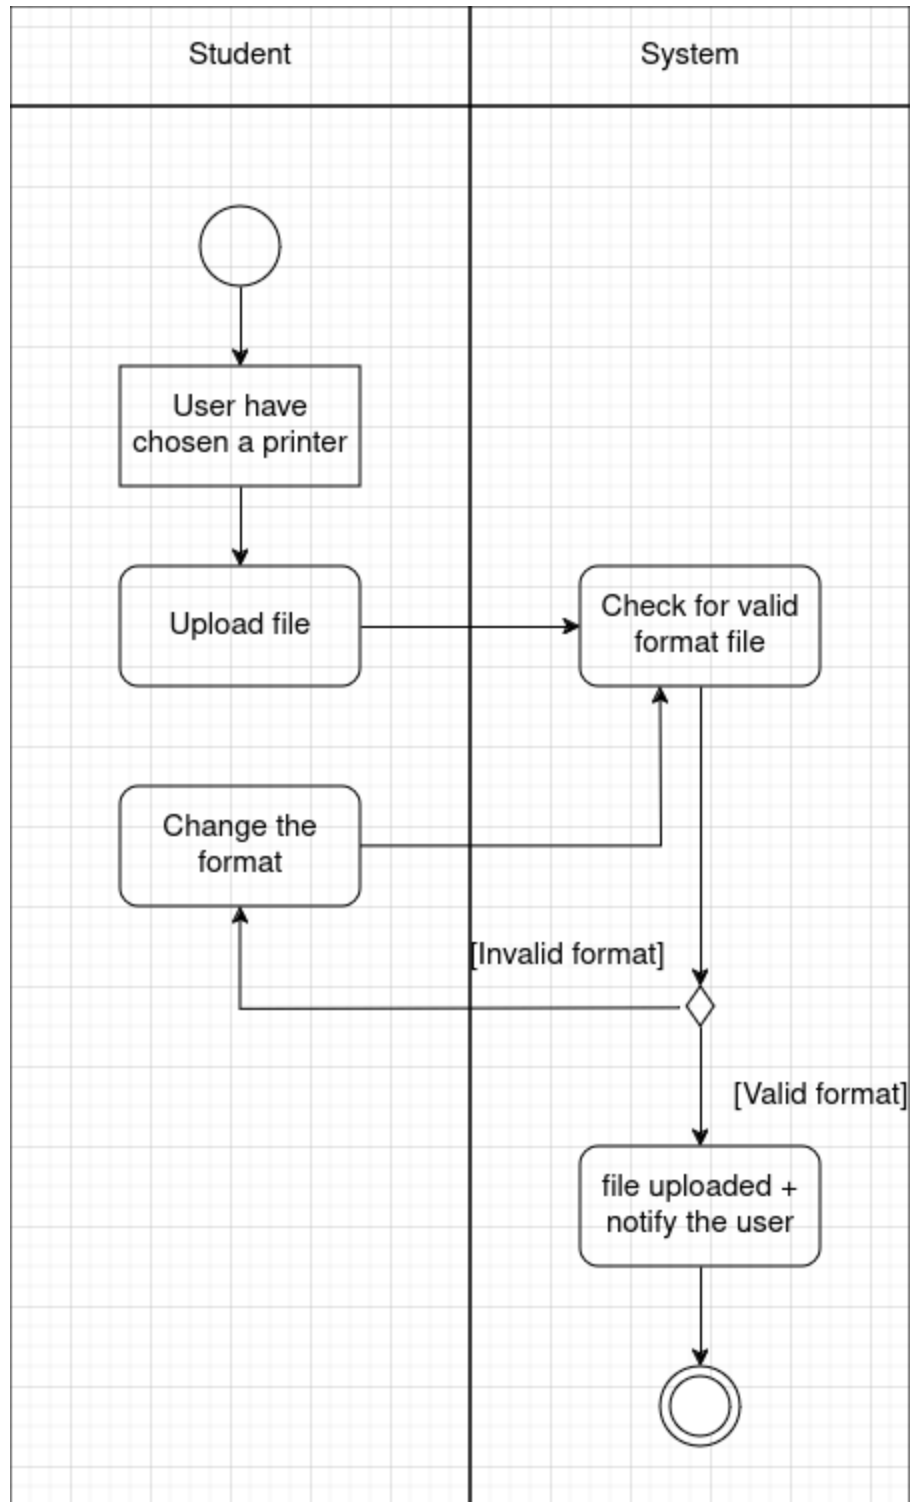 Student
System
User have
chosen a printer
Upload file
Check for valid
format file
Change the
format
[Invalid format]
[Valid format]
file uploaded +
notify the user